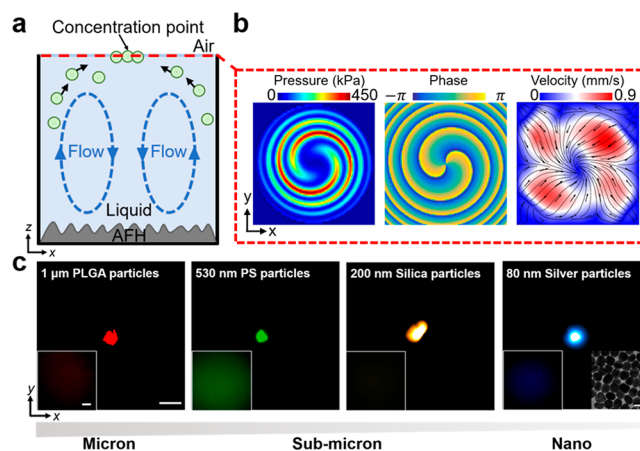 a
Concentration point
Air
Flow
Flow
Liquid
AFH
z
x
b
Pressure (kPa)
0
450
Phase
−π
π
Velocity (mm/s)
0
0.9
y
x
c
1 μm PLGA particles
530 nm PS particles
200 nm Silica particles
80 nm Silver particles
y
x
Micron
Sub-micron
Nano